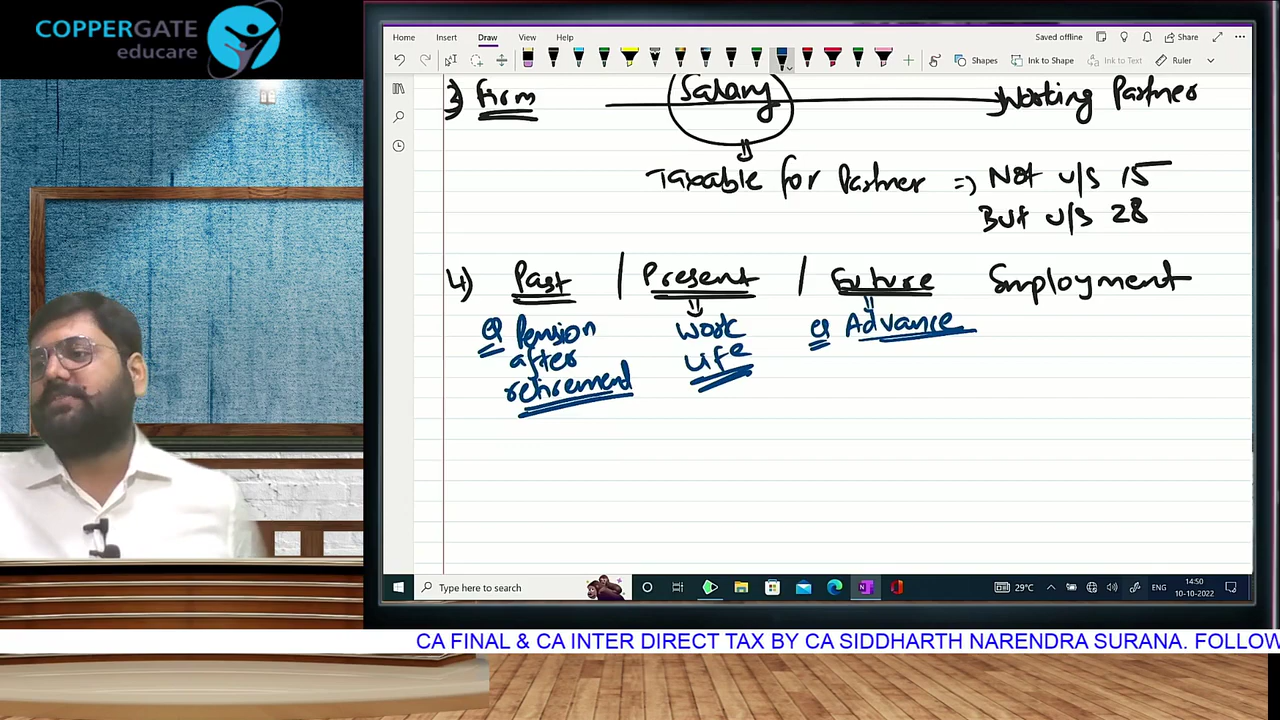 COPPERGATE
educare
Home Insert Draw View Help
Saved offline
Share
Shapes
Ink to Shape
Ink to Text
Ruler
3) Firm Salary Working Partner
Taxable for Partner => Not u/s 15
But u/s 28
4) Past | Present | Future Employment
eg Pension after retirement
Work Life
eg Advance
Type here to search
29°C
ENG
14:50
10-10-2022
CA FINAL & CA INTER DIRECT TAX BY CA SIDDHARTH NARENDRA SURANA. FOLLOW